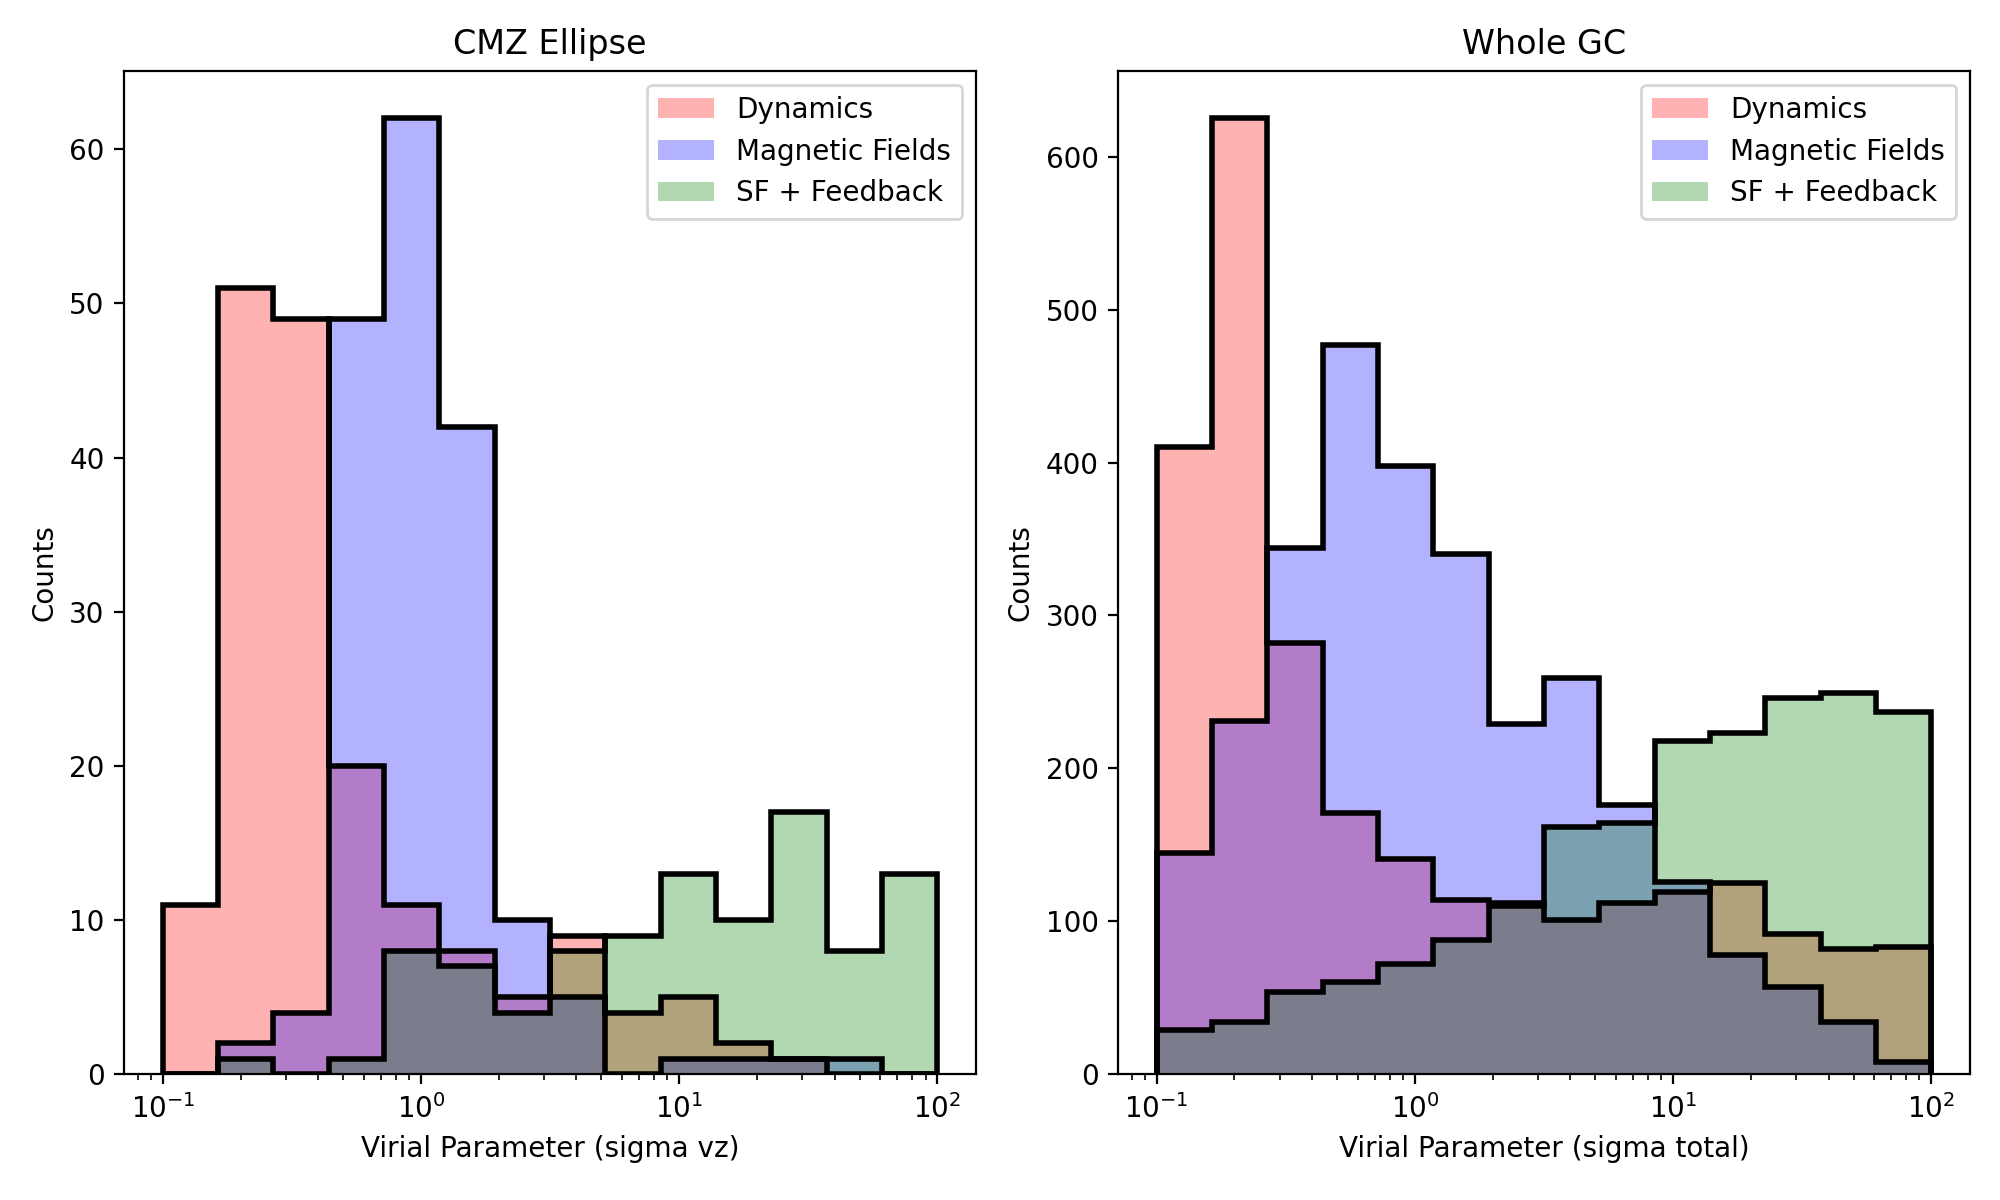 CMZ Ellipse
Dynamics
Magnetic Fields
SF + Feedback
Counts
60
50
40
30
20
10
0
10⁻¹ 10⁰ 10¹ 10²
Virial Parameter (sigma vz)
Whole GC
Dynamics
Magnetic Fields
SF + Feedback
Counts
600
500
400
300
200
100
0
10⁻¹ 10⁰ 10¹ 10²
Virial Parameter (sigma total)